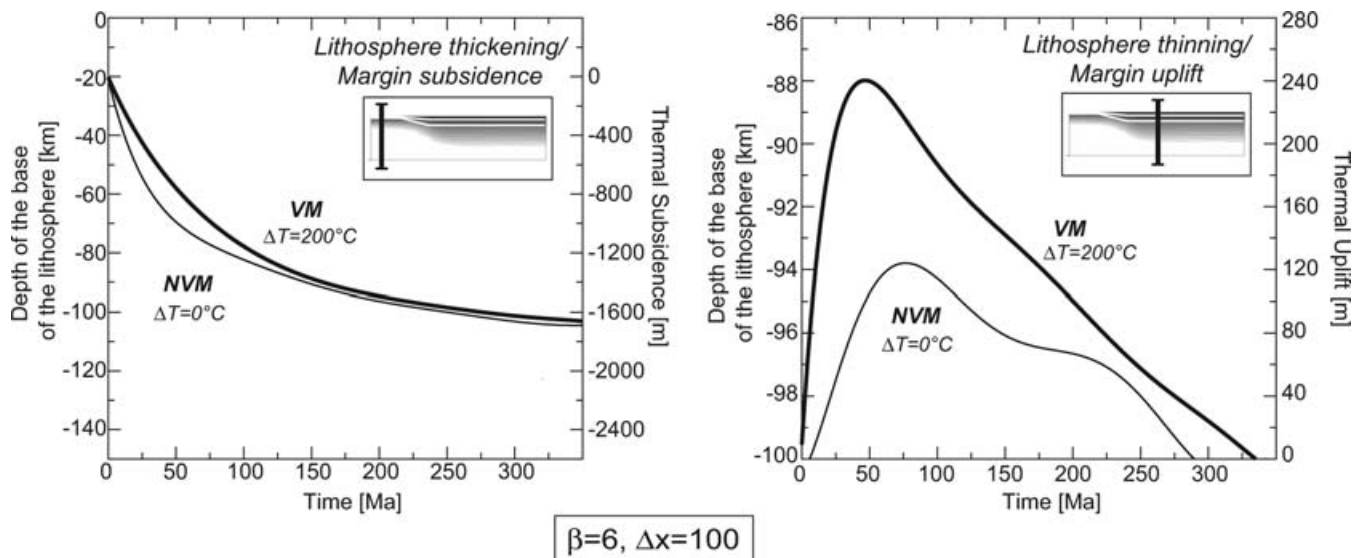 Depth of the base
of the lithosphere [km]
0
-20
-40
-60
-80
-100
-120
-140
Lithosphere thickening/
Margin subsidence
VM
ΔT=200°C
NVM
ΔT=0°C
0
-300
-600
-800
-1200
-1600
-2000
-2400
Thermal Subsidence [m]
0 50 100 150 200 250 300
Time [Ma]
Depth of the base
of the lithosphere [km]
-86
-88
-90
-92
-94
-96
-98
-100
Lithosphere thinning/
Margin uplift
VM
ΔT=200°C
NVM
ΔT=0°C
280
240
200
160
120
80
40
0
Thermal Uplift [m]
0 50 100 150 200 250 300
Time [Ma]
β=6, Δx=100